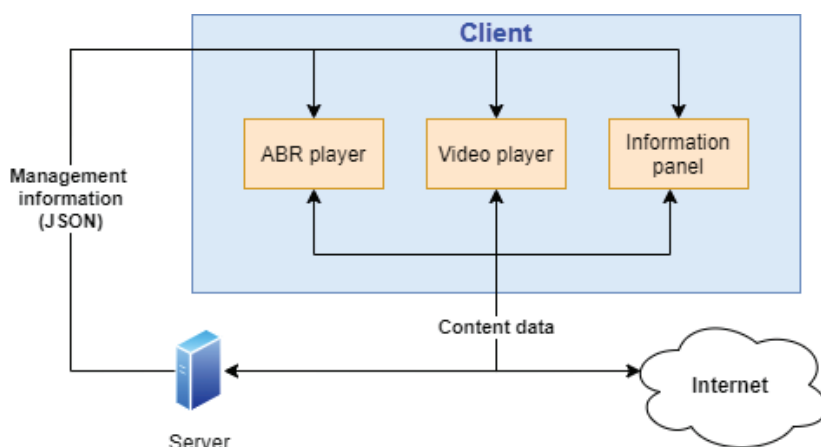 Client
ABR player
Video player
Information
panel
Management
information
(JSON)
Content data
Internet
Server